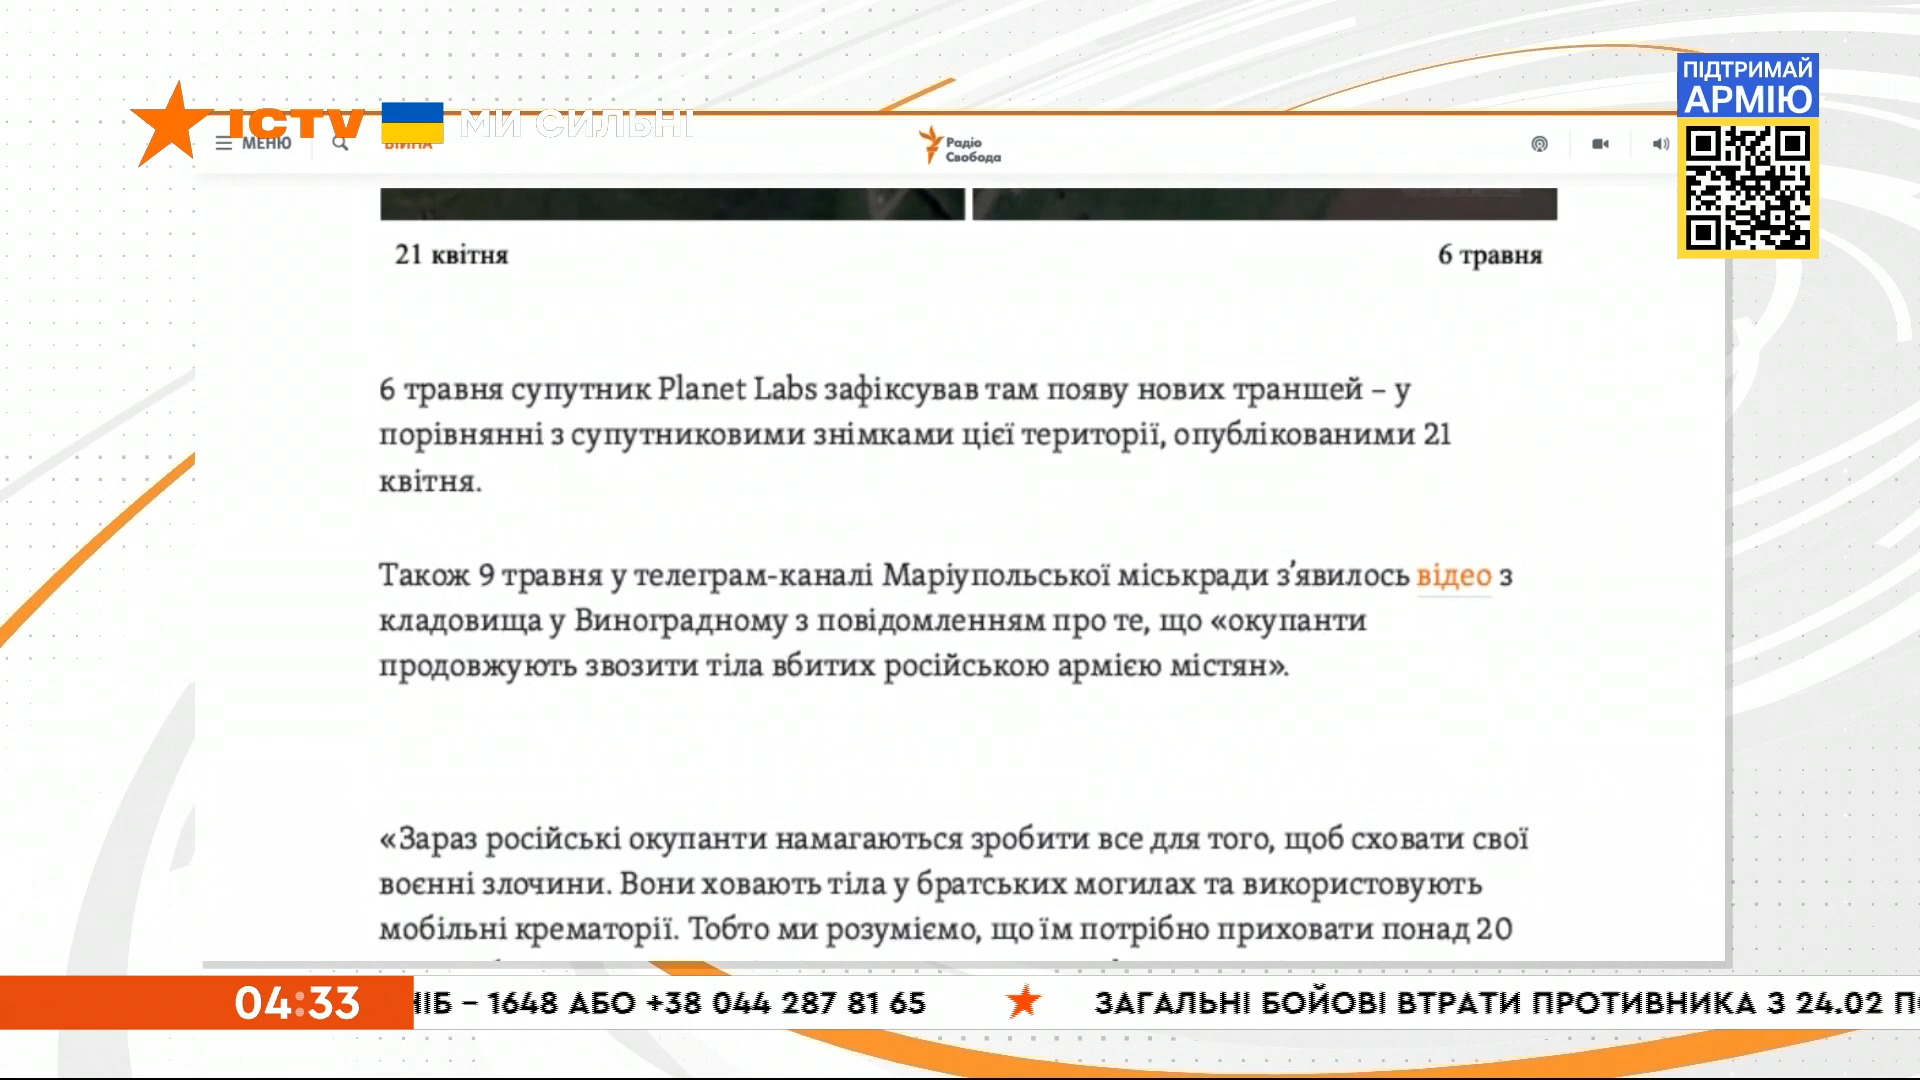 ICTV МИ СИЛЬНІ
ПІДТРИМАЙ
АРМІЮ
МЕНЮ
ВІЙНА
Радіо
Свобода
21 квітня
6 травня
6 травня супутник Planet Labs зафіксував там появу нових траншей – у
порівнянні з супутниковими знімками цієї території, опублікованими 21
квітня.
Також 9 травня у телеграм-каналі Маріупольської міськради з’явилось відео з
кладовища у Виноградному з повідомленням про те, що «окупанти
продовжують звозити тіла вбитих російською армією містян».
«Зараз російські окупанти намагаються зробити все для того, щоб сховати свої
воєнні злочини. Вони ховають тіла у братських могилах та використовують
мобільні крематорії. Тобто ми розуміємо, що їм потрібно приховати понад 20
04:33
НІБ – 1648 АБО +38 044 287 81 65
ЗАГАЛЬНІ БОЙОВІ ВТРАТИ ПРОТИВНИКА З 24.02